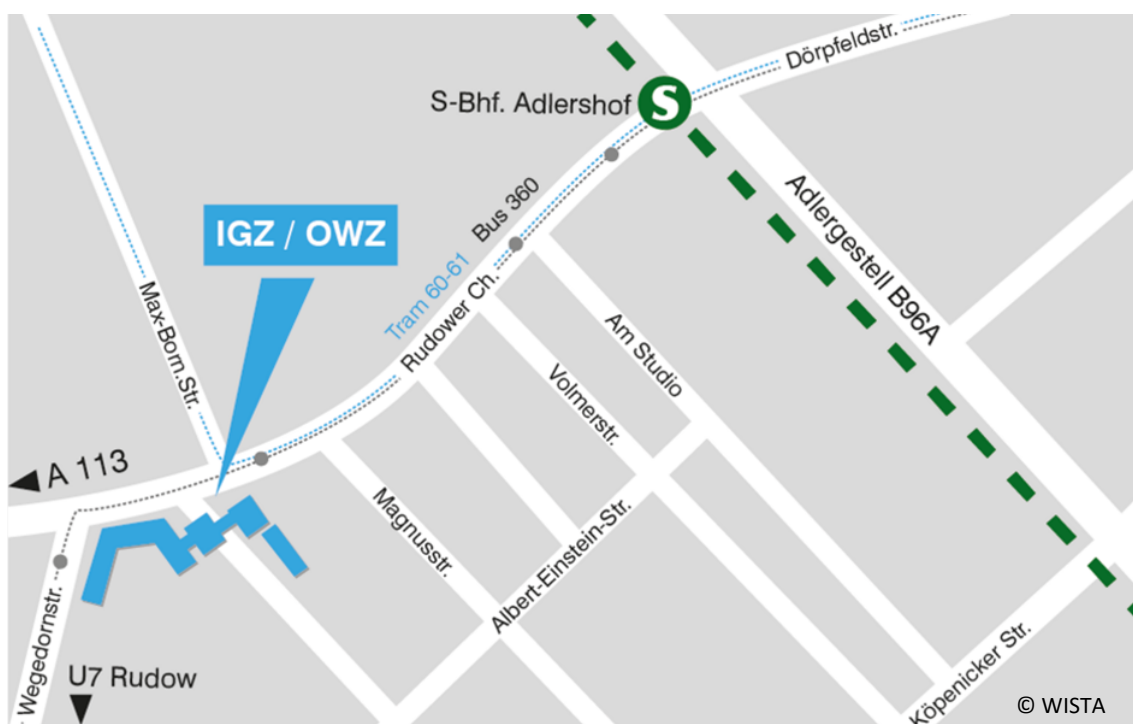 Dörpfeldstr.
S-Bhf. Adlershof
S
Bus 360
Tram 60-61
Rudower Ch.
Adlergestell B96A
IGZ / OWZ
Max-Born.Str.
Am Studio
Volmerstr.
A 113
Magnusstr.
Albert-Einstein-Str.
Wegedornstr.
U7 Rudow
Köpenicker Str.
© WISTA